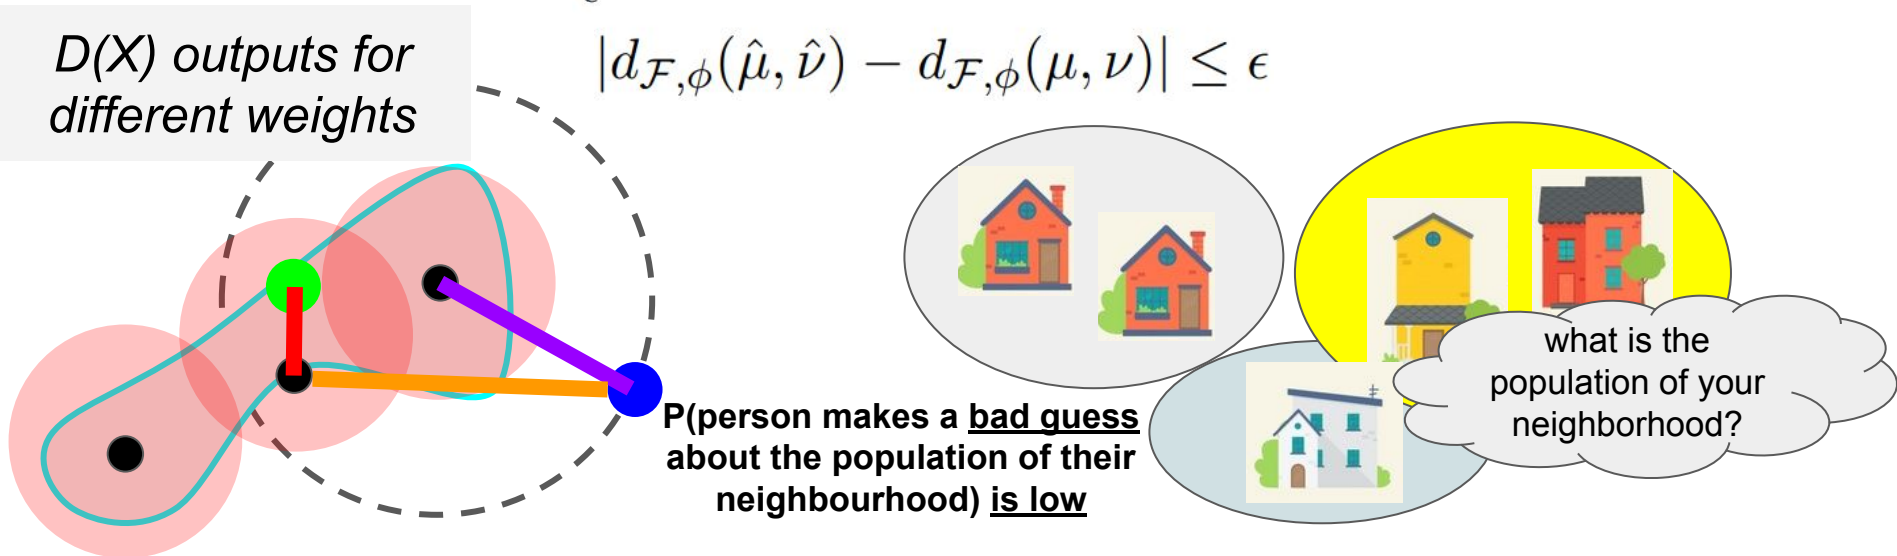 D(X) outputs for
different weights
|d_{\mathcal{F},\phi}(\hat{\mu}, \hat{\nu}) − d_{\mathcal{F},\phi}(\mu, \nu)| ≤ \epsilon
P(person makes a bad guess
about the population of their
neighbourhood) is low
what is the
population of your
neighborhood?